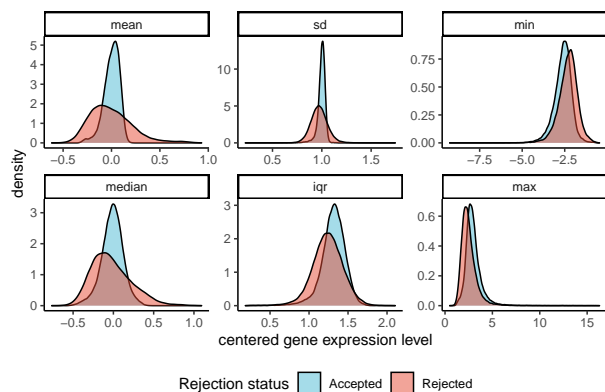 mean sd min
5
4
3
2
1
0
−0.5 0.0 0.5 1.0
10
5
0
0.5 1.0 1.5
0.75
0.50
0.25
0.00
−7.5 −5.0 −2.5
median iqr max
3
2
1
0
−0.5 0.0 0.5 1.0
3
2
1
0
0.5 1.0 1.5 2.0
0.6
0.4
0.2
0.0
0 5 10 15
density
centered gene expression level
Rejection status Accepted Rejected